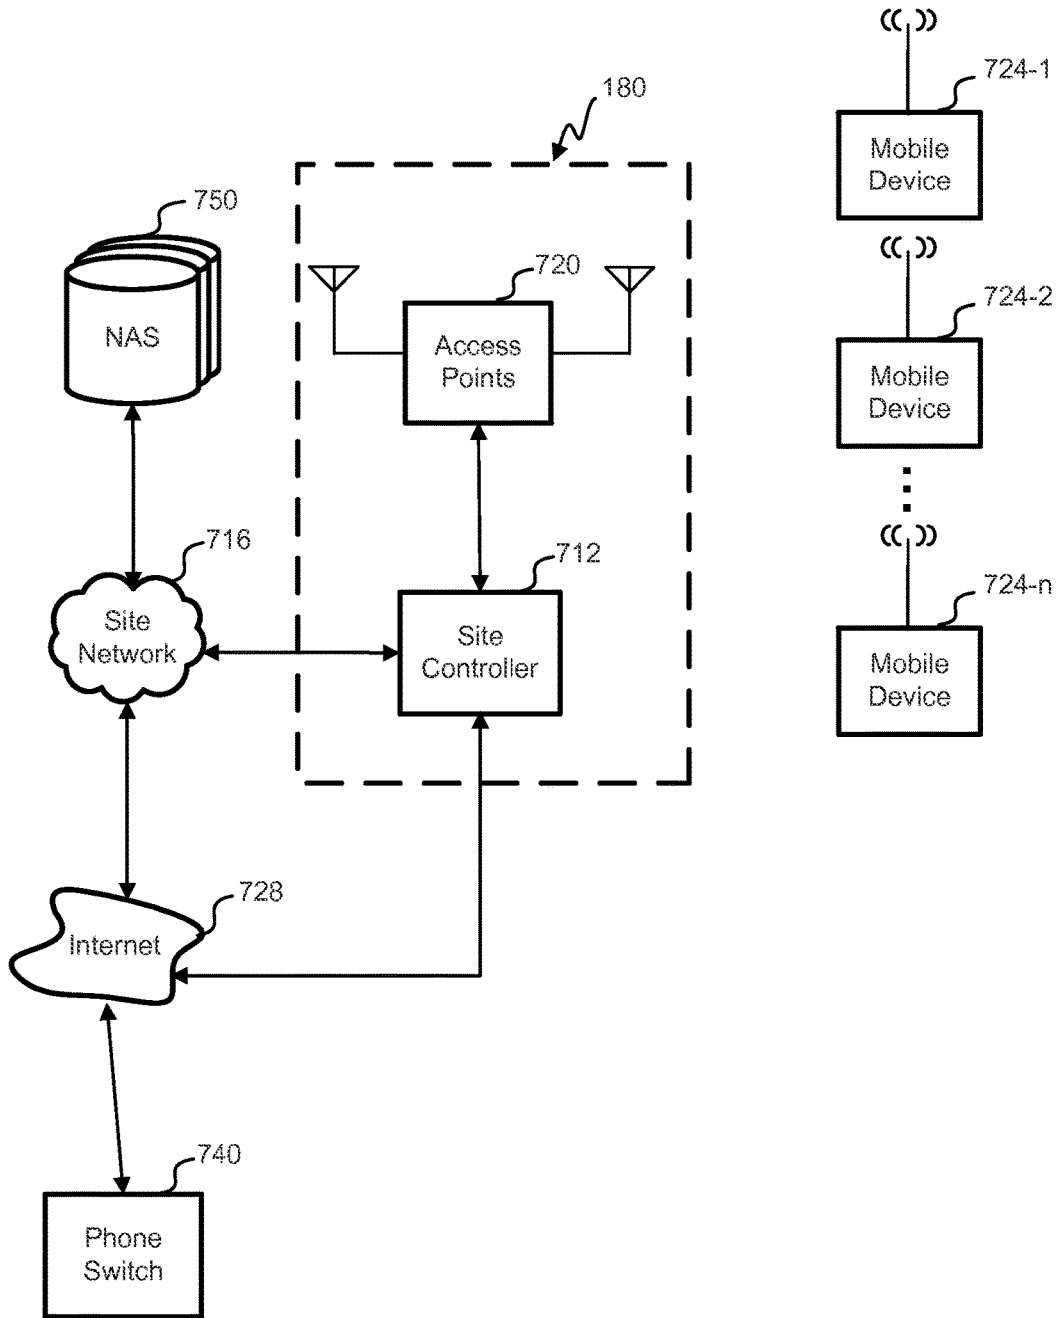 180
724-1
Mobile
Device
750
NAS
720
Access
Points
724-2
Mobile
Device
716
Site
Network
712
Site
Controller
724-n
Mobile
Device
728
Internet
740
Phone
Switch